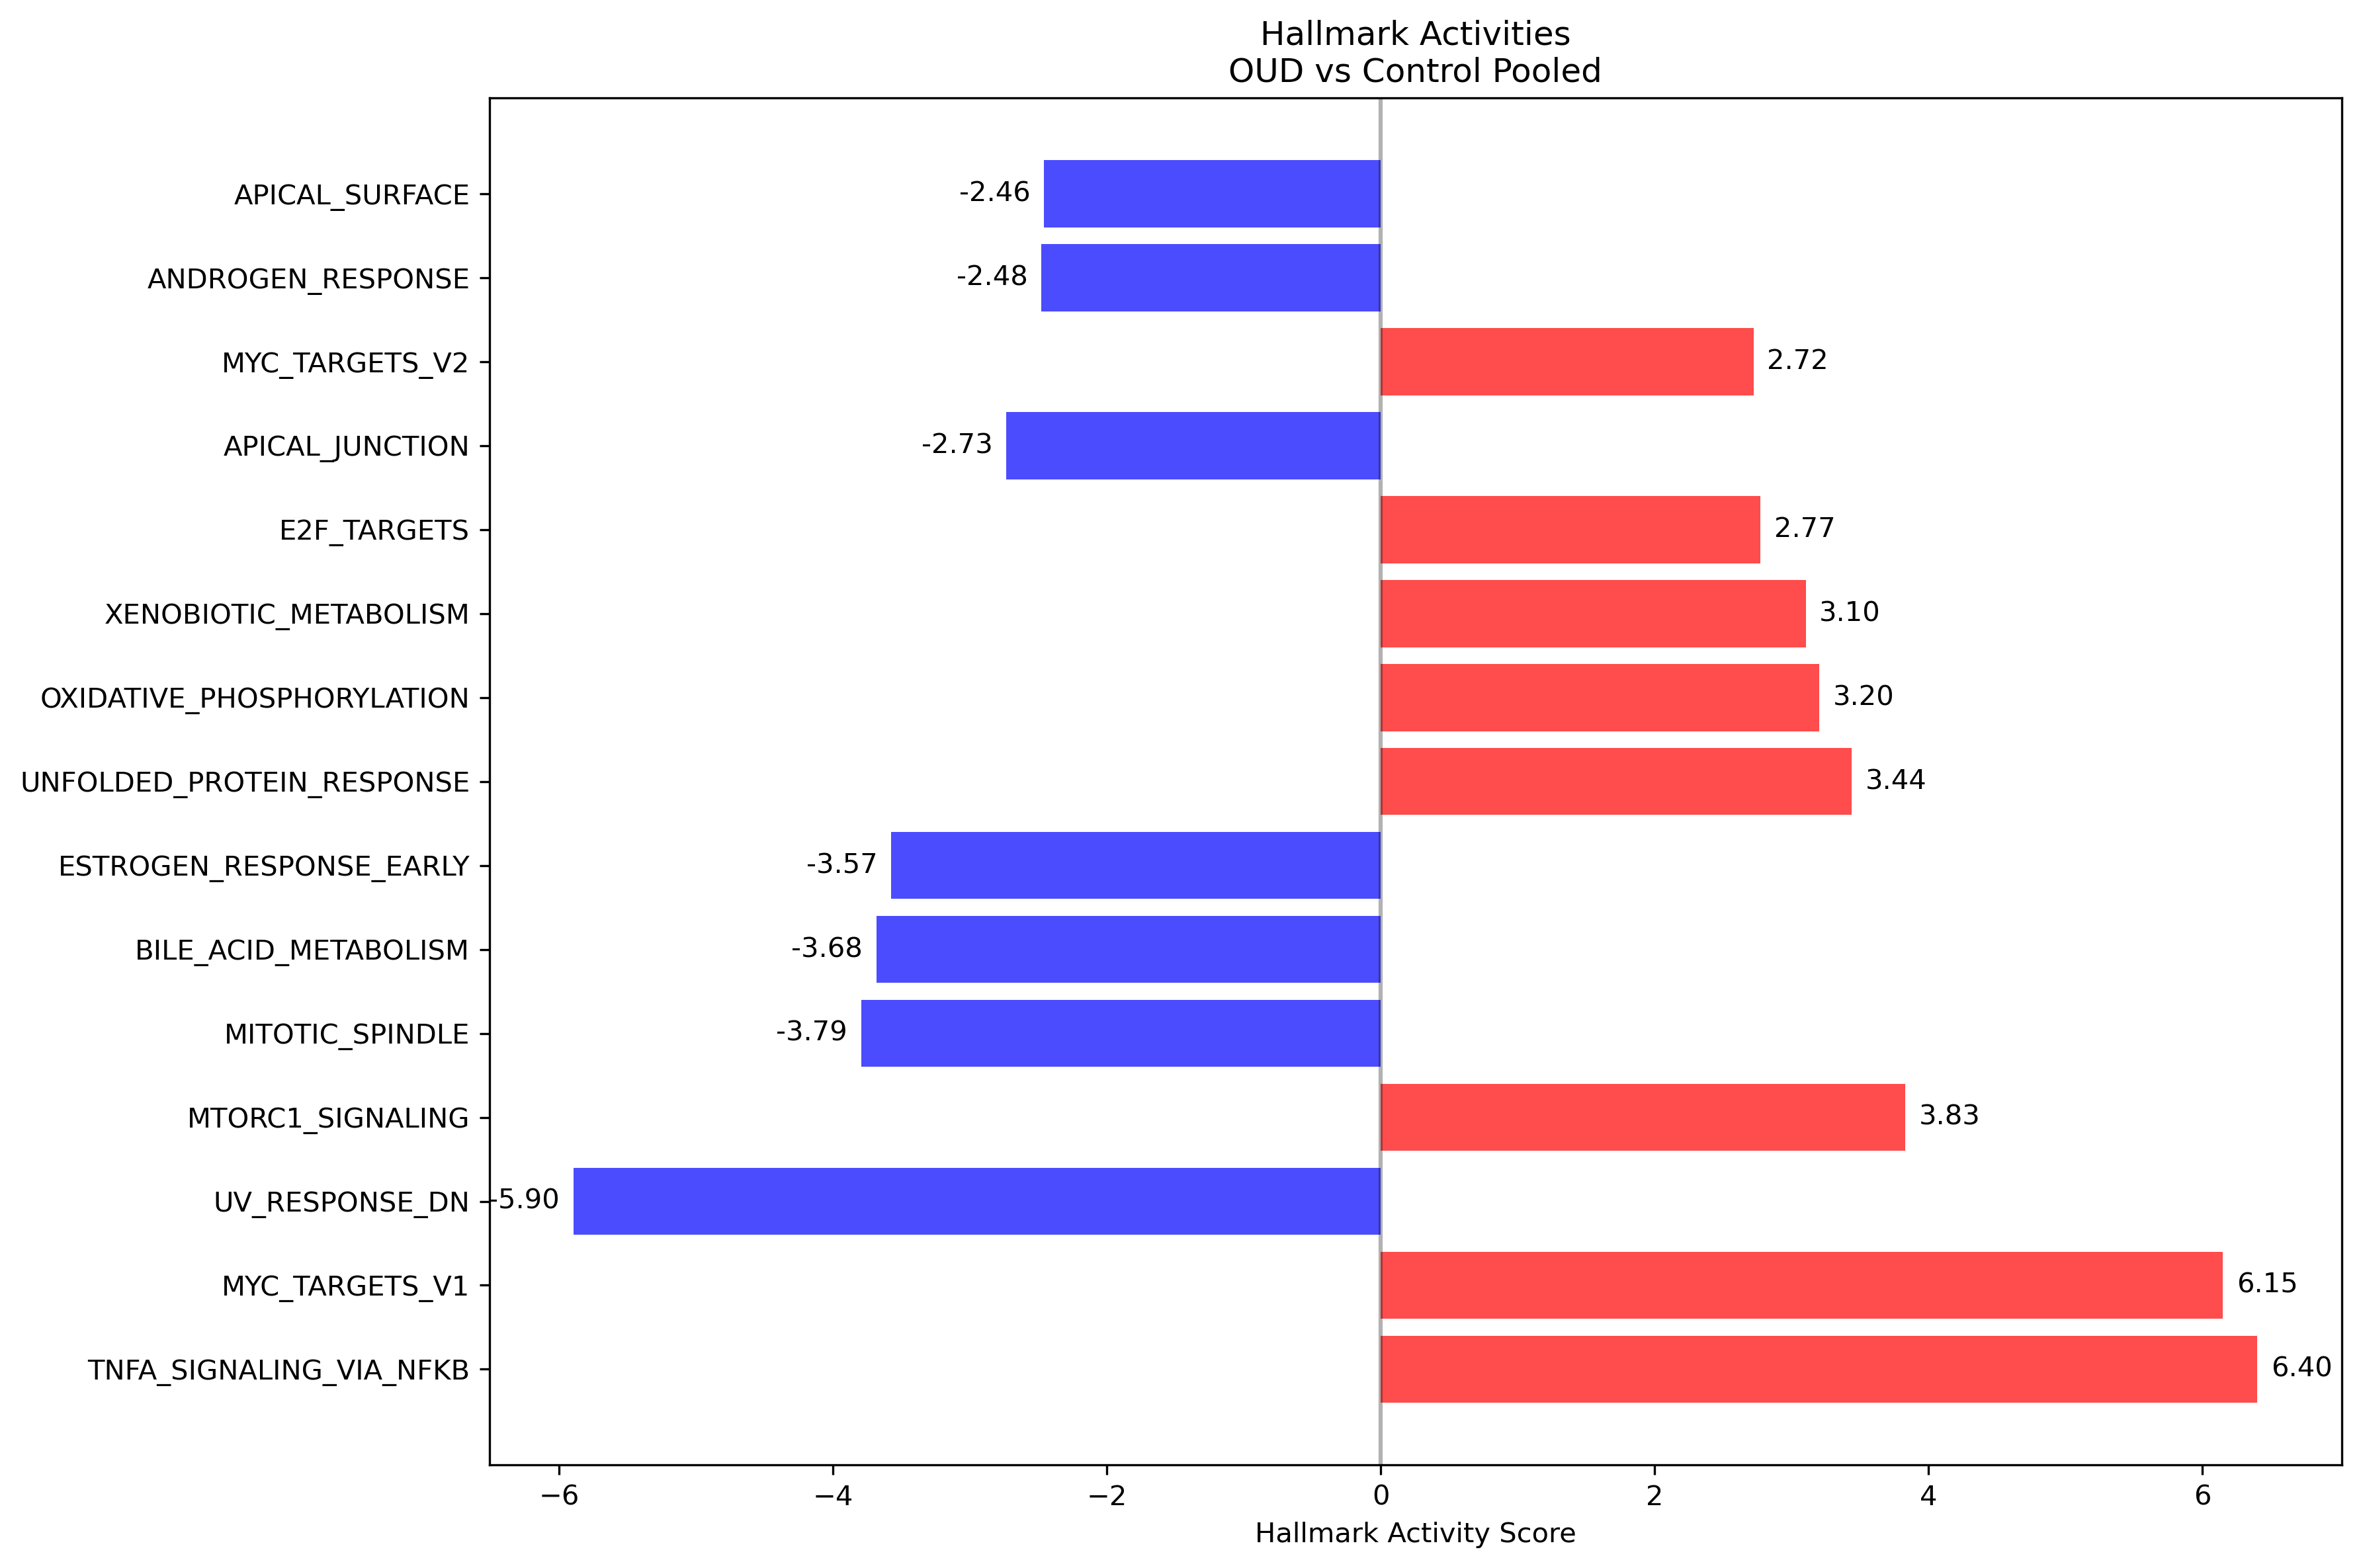 Hallmark Activities
OUD vs Control Pooled
APICAL_SURFACE -2.46
ANDROGEN_RESPONSE -2.48
MYC_TARGETS_V2 2.72
APICAL_JUNCTION -2.73
E2F_TARGETS 2.77
XENOBIOTIC_METABOLISM 3.10
OXIDATIVE_PHOSPHORYLATION 3.20
UNFOLDED_PROTEIN_RESPONSE 3.44
ESTROGEN_RESPONSE_EARLY -3.57
BILE_ACID_METABOLISM -3.68
MITOTIC_SPINDLE -3.79
MTORC1_SIGNALING 3.83
UV_RESPONSE_DN -5.90
MYC_TARGETS_V1 6.15
TNFA_SIGNALING_VIA_NFKB 6.40
−6 −4 −2 0 2 4 6
Hallmark Activity Score